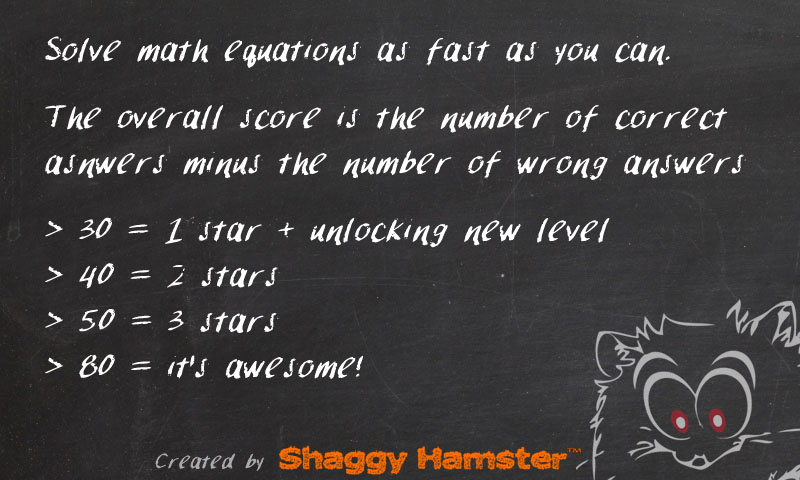 Solve math equations as fast as you can.
The overall score is the number of correct
asnwers minus the number of wrong answers
> 30 = 1 star + unlocking new level
> 40 = 2 stars
> 50 = 3 stars
> 80 = it's awesome!
Created by Shaggy Hamster™